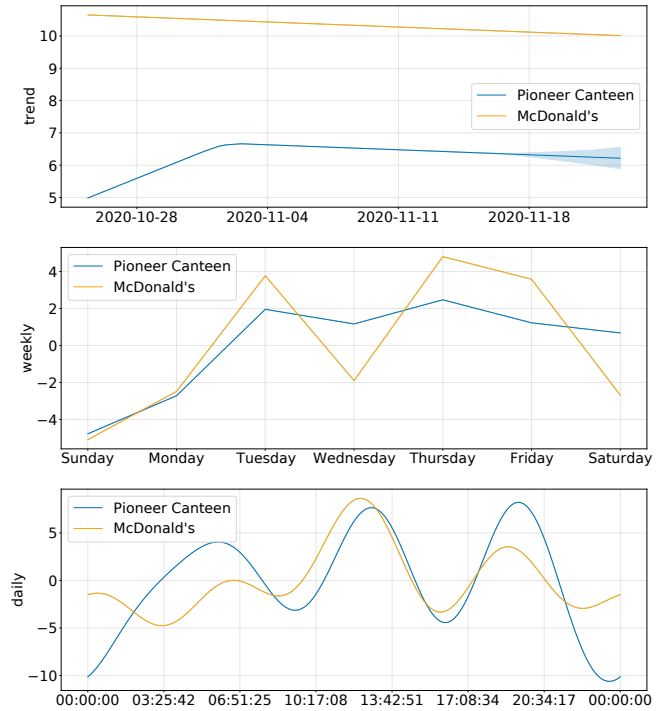 10
9
8
7
6
5
trend
Pioneer Canteen
McDonald's
2020-10-28 2020-11-04 2020-11-11 2020-11-18
4
2
0
−2
−4
weekly
Pioneer Canteen
McDonald's
Sunday Monday Tuesday Wednesday Thursday Friday Saturday
5
0
−5
−10
daily
Pioneer Canteen
McDonald's
00:00:00 03:25:42 06:51:25 10:17:08 13:42:51 17:08:34 20:34:17 00:00:00